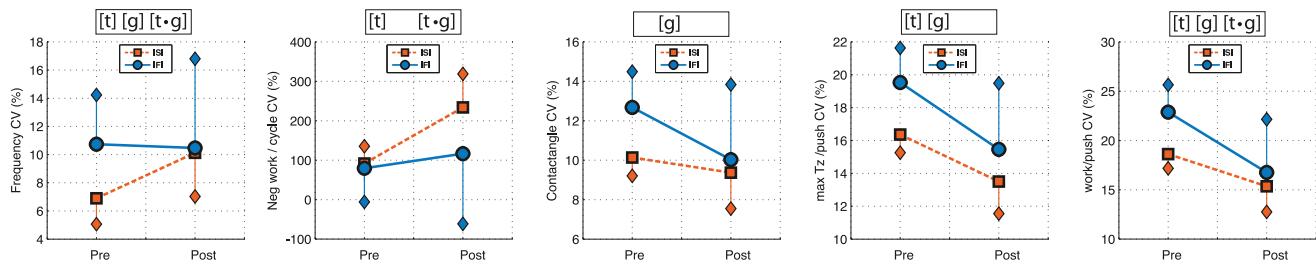 [t] [g] [t•g]
Frequency CV (%)
18
16
14
12
10
8
6
4
ISI
IFI
Pre
Post
[t] [t•g]
Neg work / cycle CV (%)
400
300
200
100
0
-100
ISI
IFI
Pre
Post
[g]
Contactangle CV (%)
16
14
12
10
8
6
ISI
IFI
Pre
Post
[t] [g]
max Tz /push CV (%)
22
20
18
16
14
12
10
ISI
IFI
Pre
Post
[t] [g] [t•g]
work/push CV (%)
30
25
20
15
10
ISI
IFI
Pre
Post